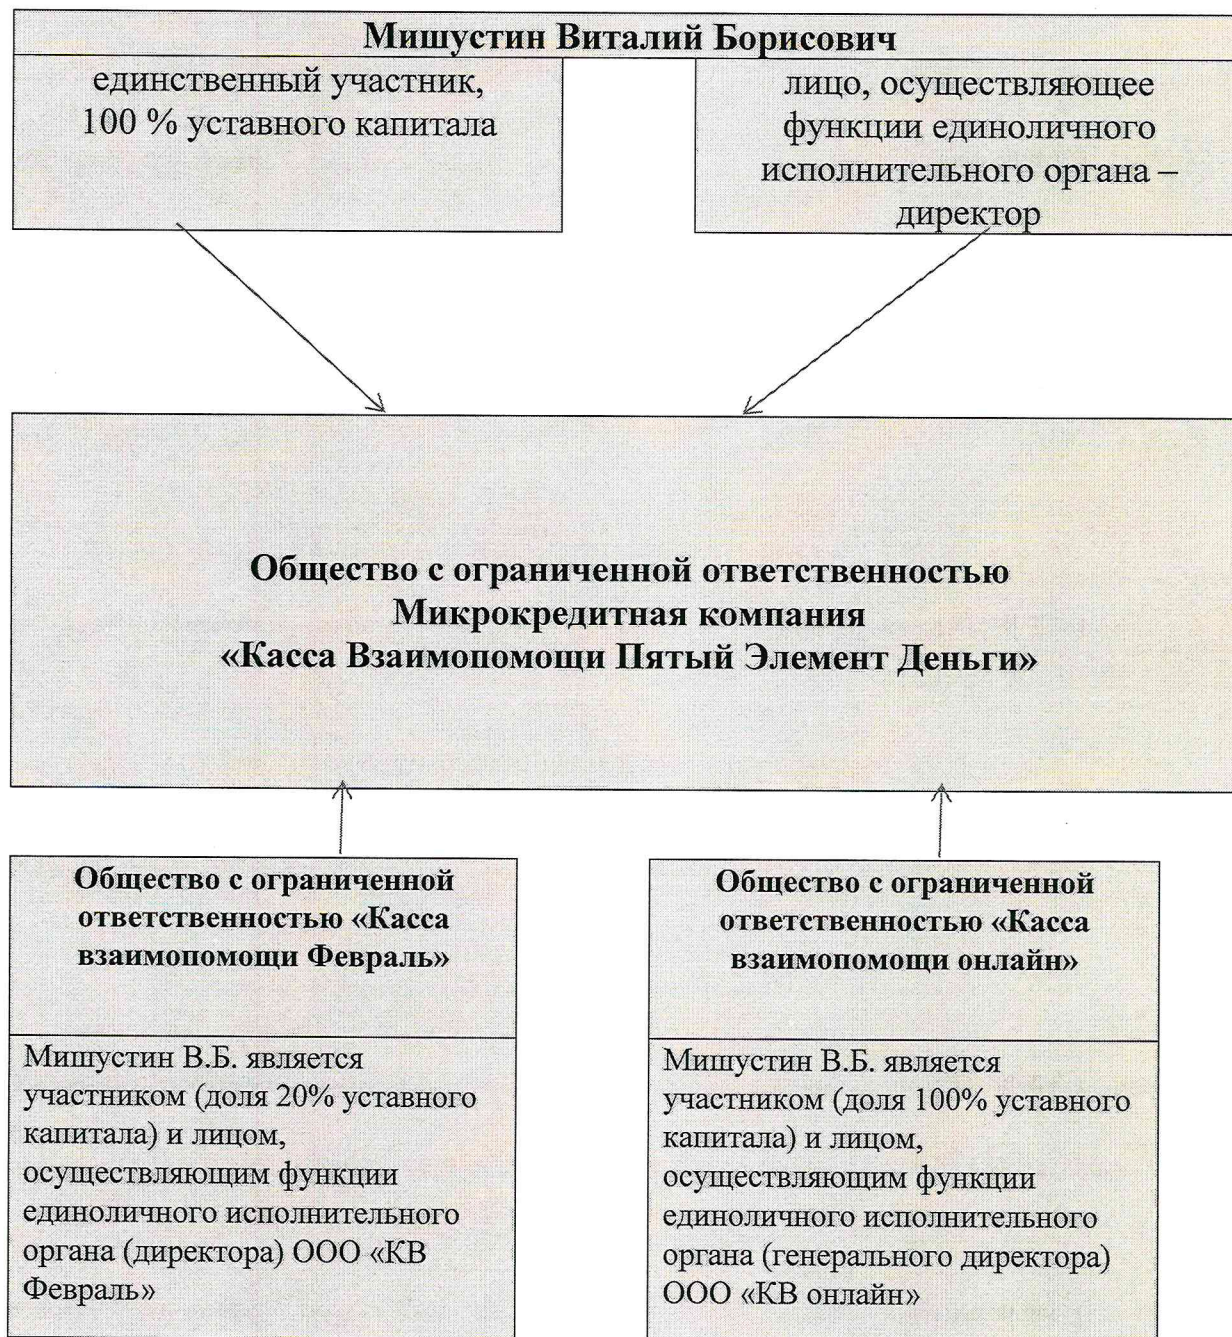 Мишустин Виталий Борисович
единственный участник,
100 % уставного капитала
лицо, осуществляющее
функции единоличного
исполнительного органа –
директор
Общество с ограниченной ответственностью
Микрокредитная компания
«Касса Взаимопомощи Пятый Элемент Деньги»
Общество с ограниченной
ответственностью «Касса
взаимопомощи Февраль»
Мишустин В.Б. является
участником (доля 20% уставного
капитала) и лицом,
осуществляющим функции
единоличного исполнительного
органа (директора) ООО «КВ
Февраль»
Общество с ограниченной
ответственностью «Касса
взаимопомощи онлайн»
Мишустин В.Б. является
участником (доля 100% уставного
капитала) и лицом,
осуществляющим функции
единоличного исполнительного
органа (генерального директора)
ООО «КВ онлайн»